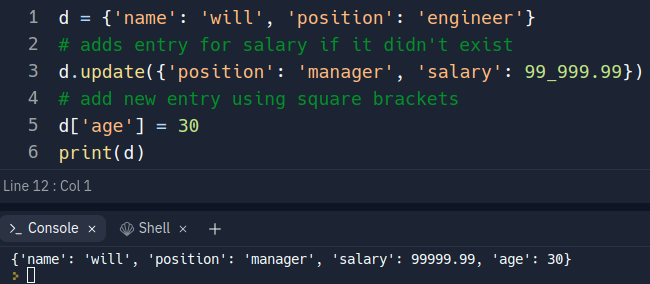 1 d = {'name': 'will', 'position': 'engineer'}
2 # adds entry for salary if it didn't exist
3 d.update({'position': 'manager', 'salary': 99_999.99})
4 # add new entry using square brackets
5 d['age'] = 30
6 print(d)
Line 12 : Col 1
>_ Console × Shell × +
{'name': 'will', 'position': 'manager', 'salary': 99999.99, 'age': 30}